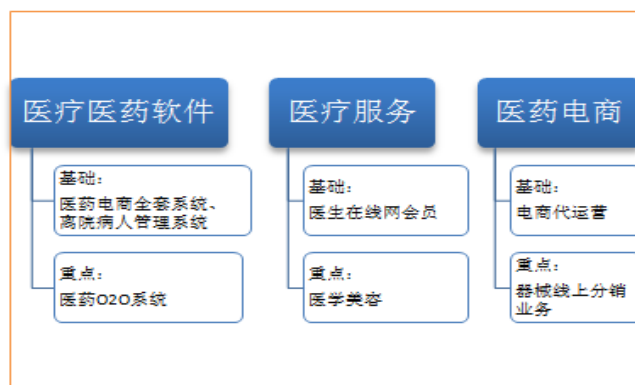 医疗医药软件
基础：
医药电商全套系统、
离院病人管理系统
重点：
医药O2O系统
医疗服务
基础：
医生在线网会员
重点：
医学美容
医药电商
基础：
电商代运营
重点：
器械线上分销
业务